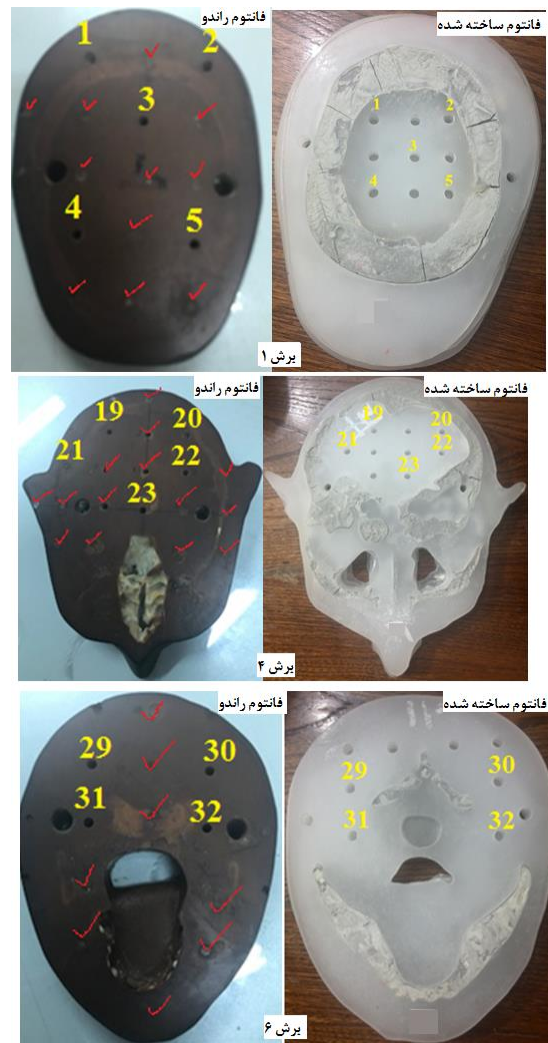 فانتوم راندو
فانتوم ساخته شده
1 2
3
4 5
1 2
3
4 5
برش ۱
فانتوم راندو
فانتوم ساخته شده
19 20
21 22
23
19 20
21 22
23
برش ۴
فانتوم راندو
فانتوم ساخته شده
29 30
31 32
29 30
31 32
برش ۶